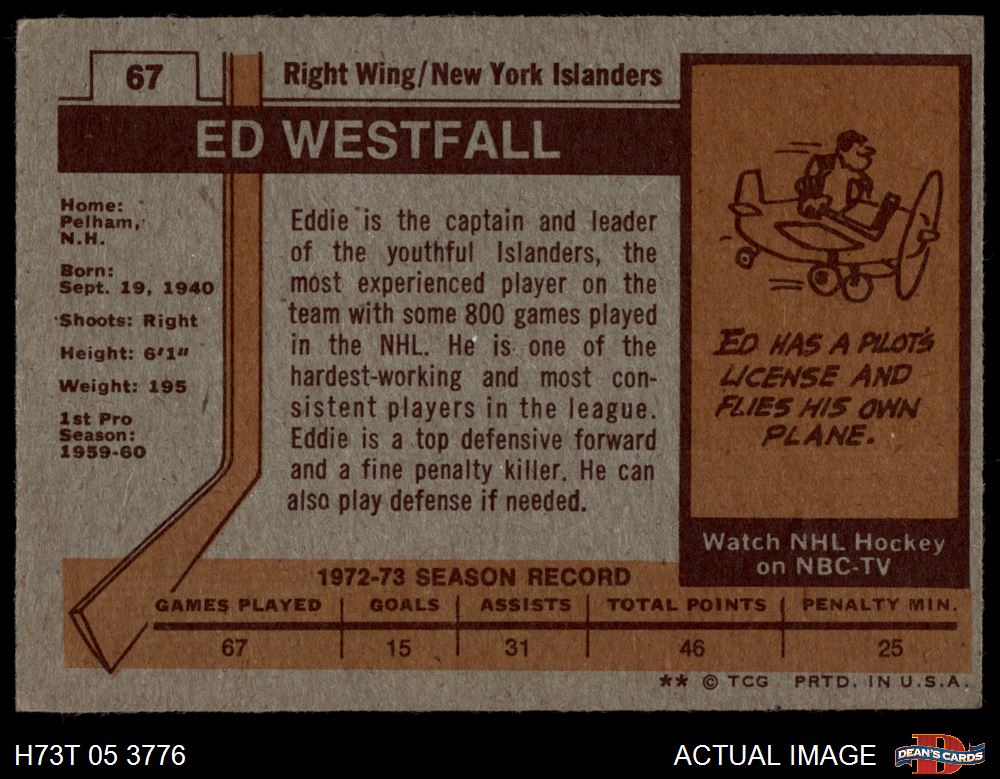 67
Right Wing/New York Islanders
ED WESTFALL
Home:
Pelham,
N.H.
Born:
Sept. 19, 1940
Shoots: Right
Height: 6'1"
Weight: 195
1st Pro
Season:
1959-60
Eddie is the captain and leader
of the youthful Islanders, the
most experienced player on the
team with some 800 games played
in the NHL. He is one of the
hardest-working and most con-
sistent players in the league.
Eddie is a top defensive forward
and a fine penalty killer. He can
also play defense if needed.
ED HAS A PILOT'S
LICENSE AND
FLIES HIS OWN
PLANE.
Watch NHL Hockey
on NBC-TV
1972-73 SEASON RECORD
GAMES PLAYED GOALS ASSISTS TOTAL POINTS PENALTY MIN.
67 15 31 46 25
** © TCG PRTD. IN U.S.A.
H73T 05 3776
ACTUAL IMAGE
DEAN'S CARDS